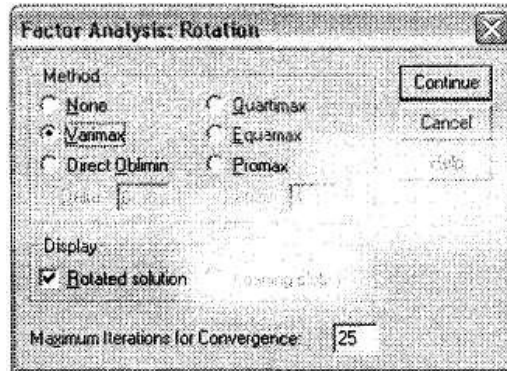 Factor Analysis: Rotation
Method
None
Quartimax
Varimax
Equamax
Direct Oblimin
Promax
Continue
Cancel
Help
Display
Rotated solution
Maximum Iterations for Convergence: 25